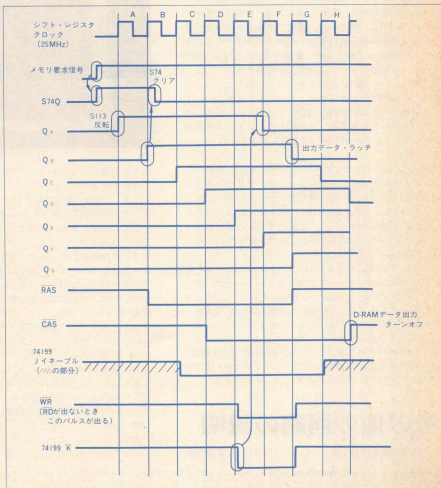 シフト・レジスタ
クロック
(25MHz)
A B C D E F G H
メモリ要求信号
S74
クリア
S74Q
S113
反転
QA
QB
出力データ・ラッチ
QC
QD
QE
QF
QG
RAS
D-RAMデータ出力
ターンオフ
CAS
74199
Jイネーブル
(///の部分)
WR
(RDが出ないとき
このパルスが出る)
74199 K